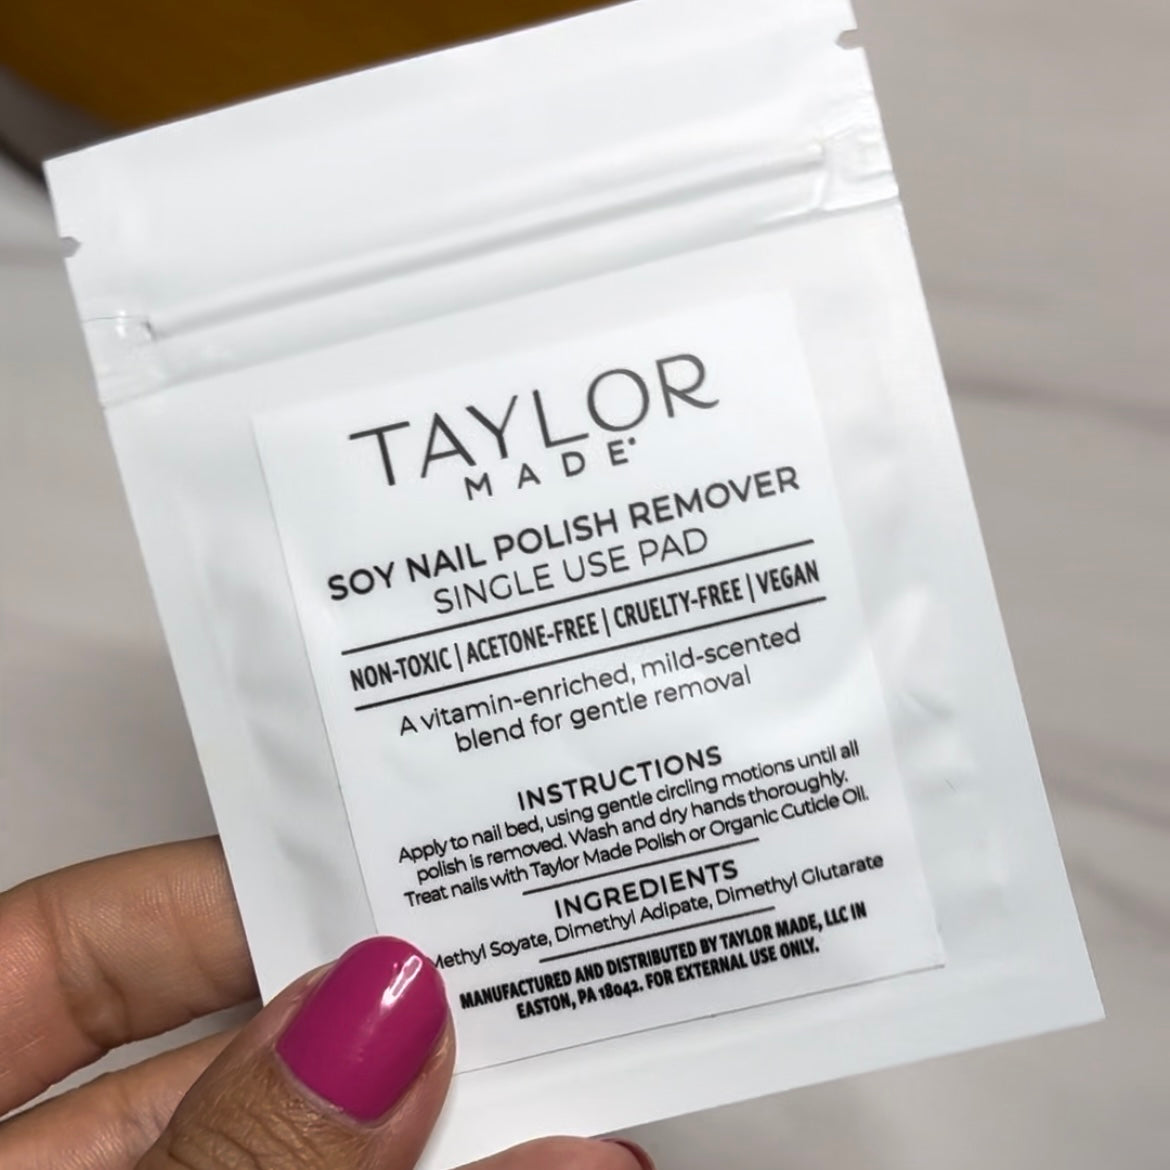 TAYLOR
MADE
SOY NAIL POLISH REMOVER
SINGLE USE PAD
NON-TOXIC | ACETONE-FREE | CRUELTY-FREE | VEGAN
A vitamin-enriched, mild-scented
blend for gentle removal
INSTRUCTIONS
Apply to nail bed, using gentle circling motions until all
polish is removed. Wash and dry hands thoroughly.
Treat nails with Taylor Made Polish or Organic Cuticle Oil.
INGREDIENTS
Methyl Soyate, Dimethyl Adipate, Dimethyl Glutarate
MANUFACTURED AND DISTRIBUTED BY TAYLOR MADE, LLC IN
EASTON, PA 18042. FOR EXTERNAL USE ONLY.